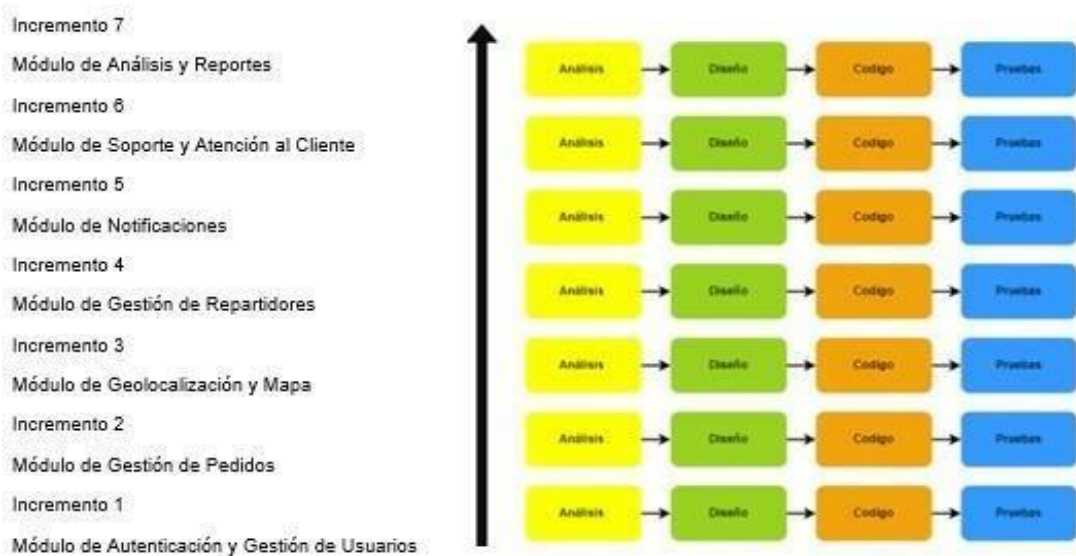 Incremento 7
Módulo de Análisis y Reportes
Incremento 6
Módulo de Soporte y Atención al Cliente
Incremento 5
Módulo de Notificaciones
Incremento 4
Módulo de Gestión de Repartidores
Incremento 3
Módulo de Geolocalización y Mapa
Incremento 2
Módulo de Gestión de Pedidos
Incremento 1
Módulo de Autenticación y Gestión de Usuarios
Análisis Diseño Codigo Pruebas
Análisis Diseño Codigo Pruebas
Análisis Diseño Codigo Pruebas
Análisis Diseño Codigo Pruebas
Análisis Diseño Codigo Pruebas
Análisis Diseño Codigo Pruebas
Análisis Diseño Codigo Pruebas